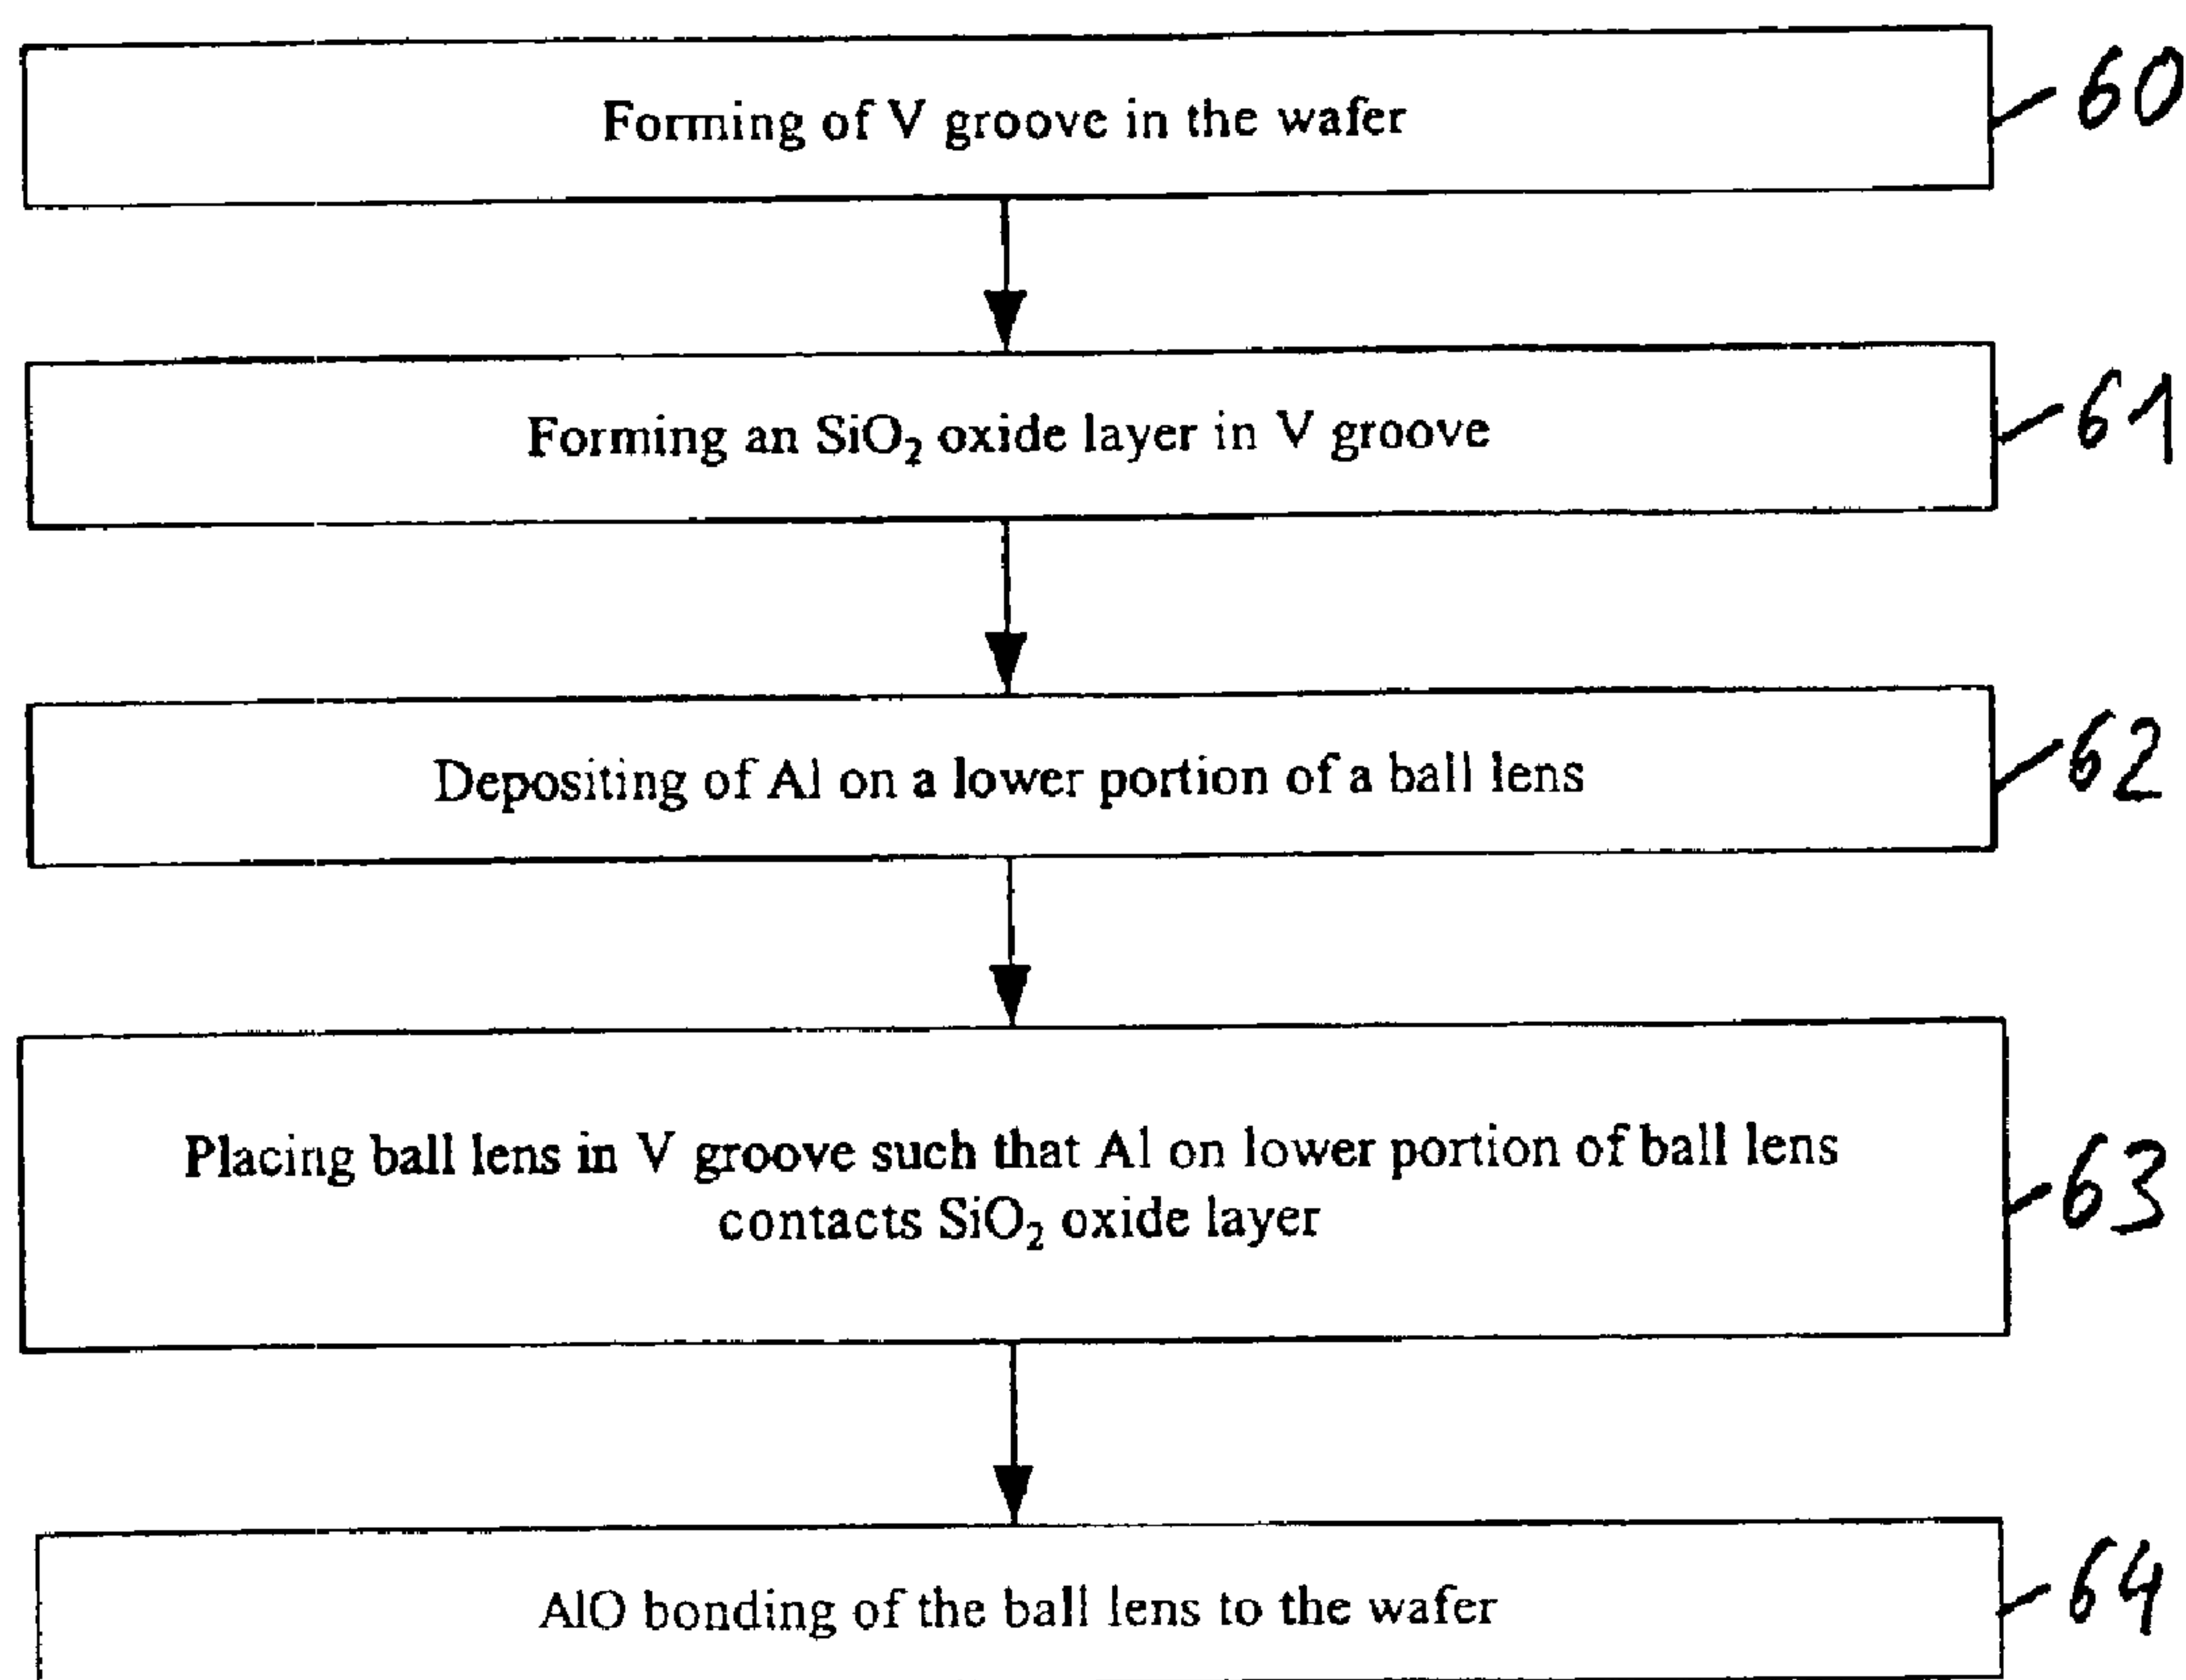 Forming of V groove in the wafer
60
Forming an SiO₂ oxide layer in V groove
61
Depositing of Al on a lower portion of a ball lens
62
Placing ball lens in V groove such that Al on lower portion of ball lens
contacts SiO₂ oxide layer
63
AlO bonding of the ball lens to the wafer
64